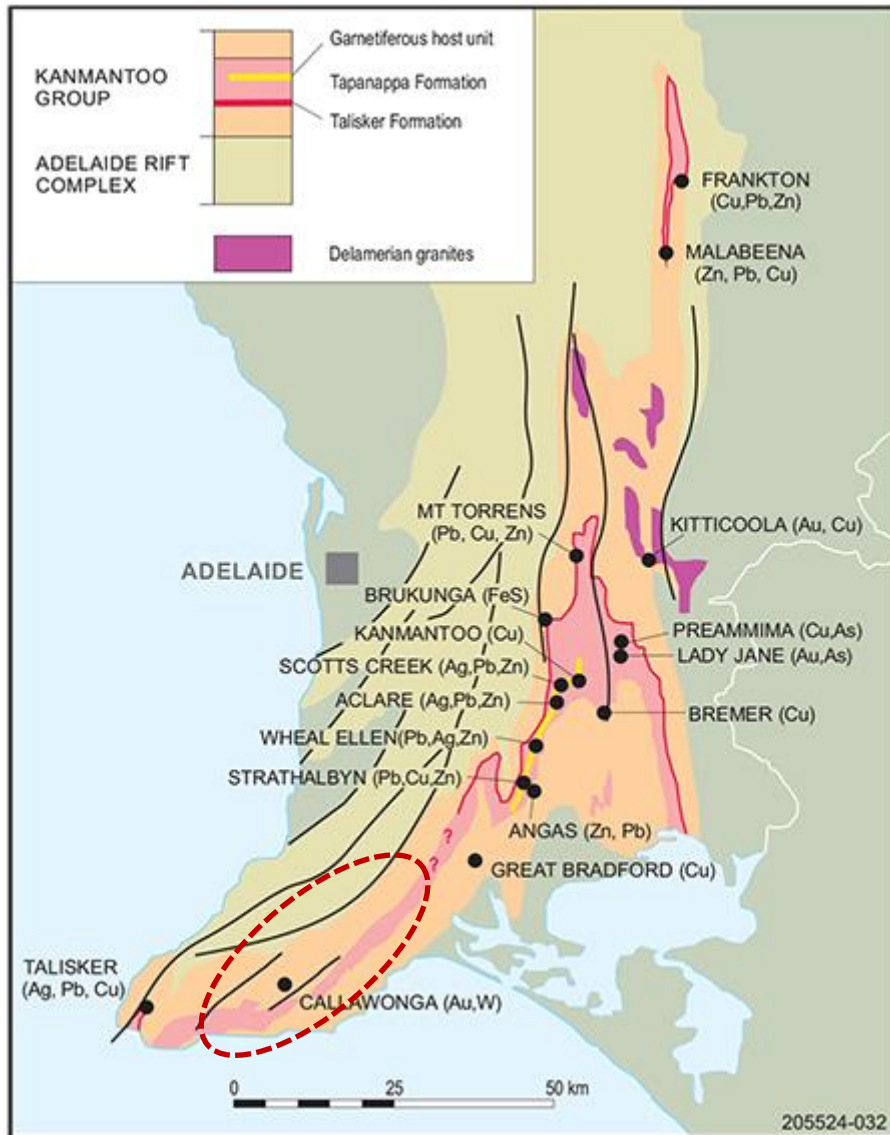 KANMANTOO
GROUP
Garnetiferous host unit
Tapanappa Formation
Talisker Formation
ADELAIDE RIFT
COMPLEX
Delamerian granites
FRANKTON
(Cu,Pb,Zn)
MALABEENA
(Zn, Pb, Cu)
MT TORRENS
(Pb, Cu, Zn)
KITTICOOLA (Au, Cu)
ADELAIDE
BRUKUNGA (FeS)
KANMANTOO (Cu)
PREAMMIMA (Cu,As)
SCOTTS CREEK (Ag,Pb,Zn)
LADY JANE (Au,As)
ACLARE (Ag,Pb,Zn)
BREMER (Cu)
WHEAL ELLEN(Pb,Ag,Zn)
STRATHALBYN (Pb,Cu,Zn)
ANGAS (Zn, Pb)
?
?
GREAT BRADFORD (Cu)
TALISKER
(Ag, Pb, Cu)
CALLAWONGA (Au,W)
0 25 50 km
205524-032